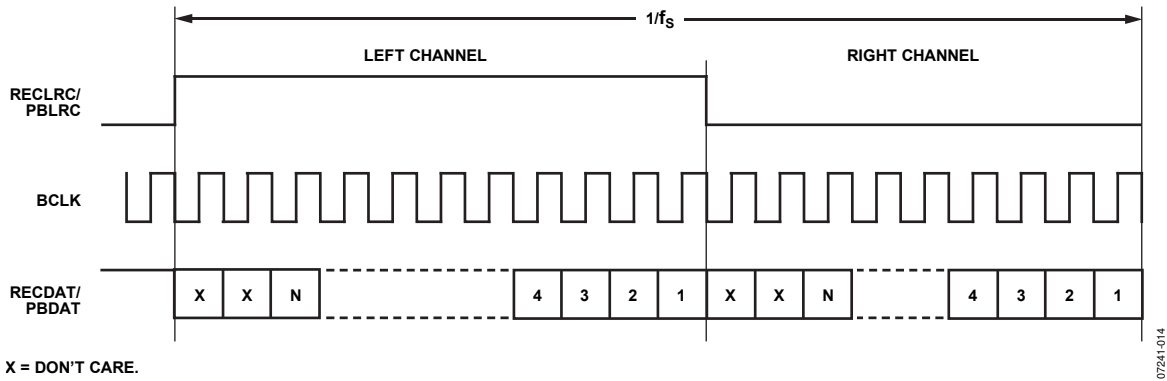 1/fS
LEFT CHANNEL RIGHT CHANNEL
RECLRC/
PBLRC
BCLK
RECDAT/
PBDAT
X X N 4 3 2 1 X X N 4 3 2 1
X = DON'T CARE.
07241-014